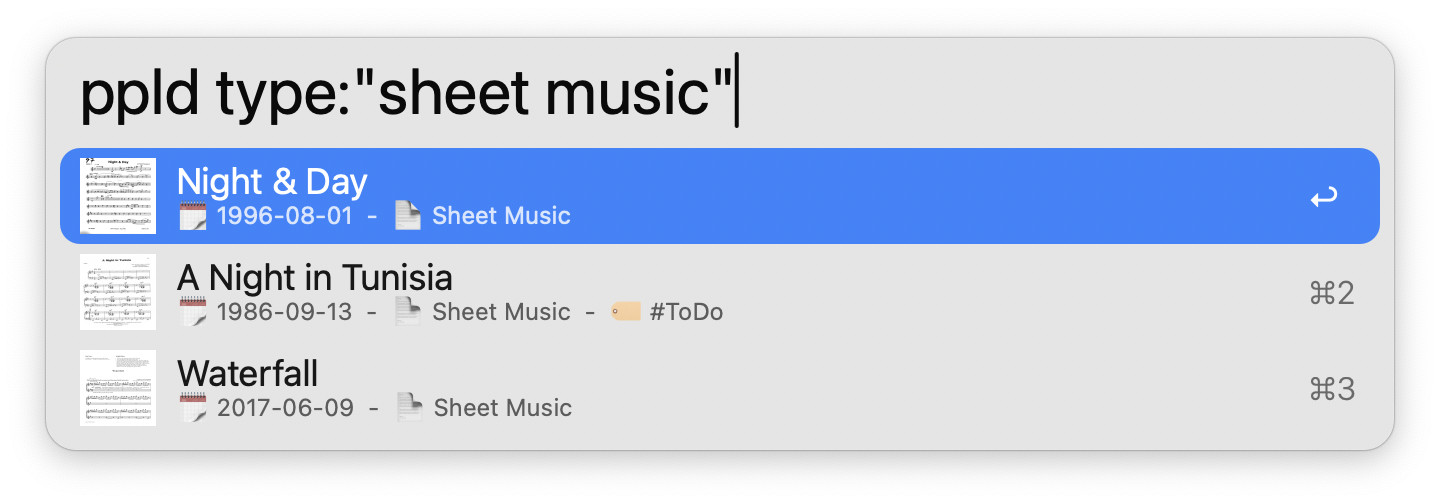 ppld type:"sheet music"
Night & Day
1996-08-01 - Sheet Music
A Night in Tunisia
1986-09-13 - Sheet Music - #ToDo
⌘2
Waterfall
2017-06-09 - Sheet Music
⌘3